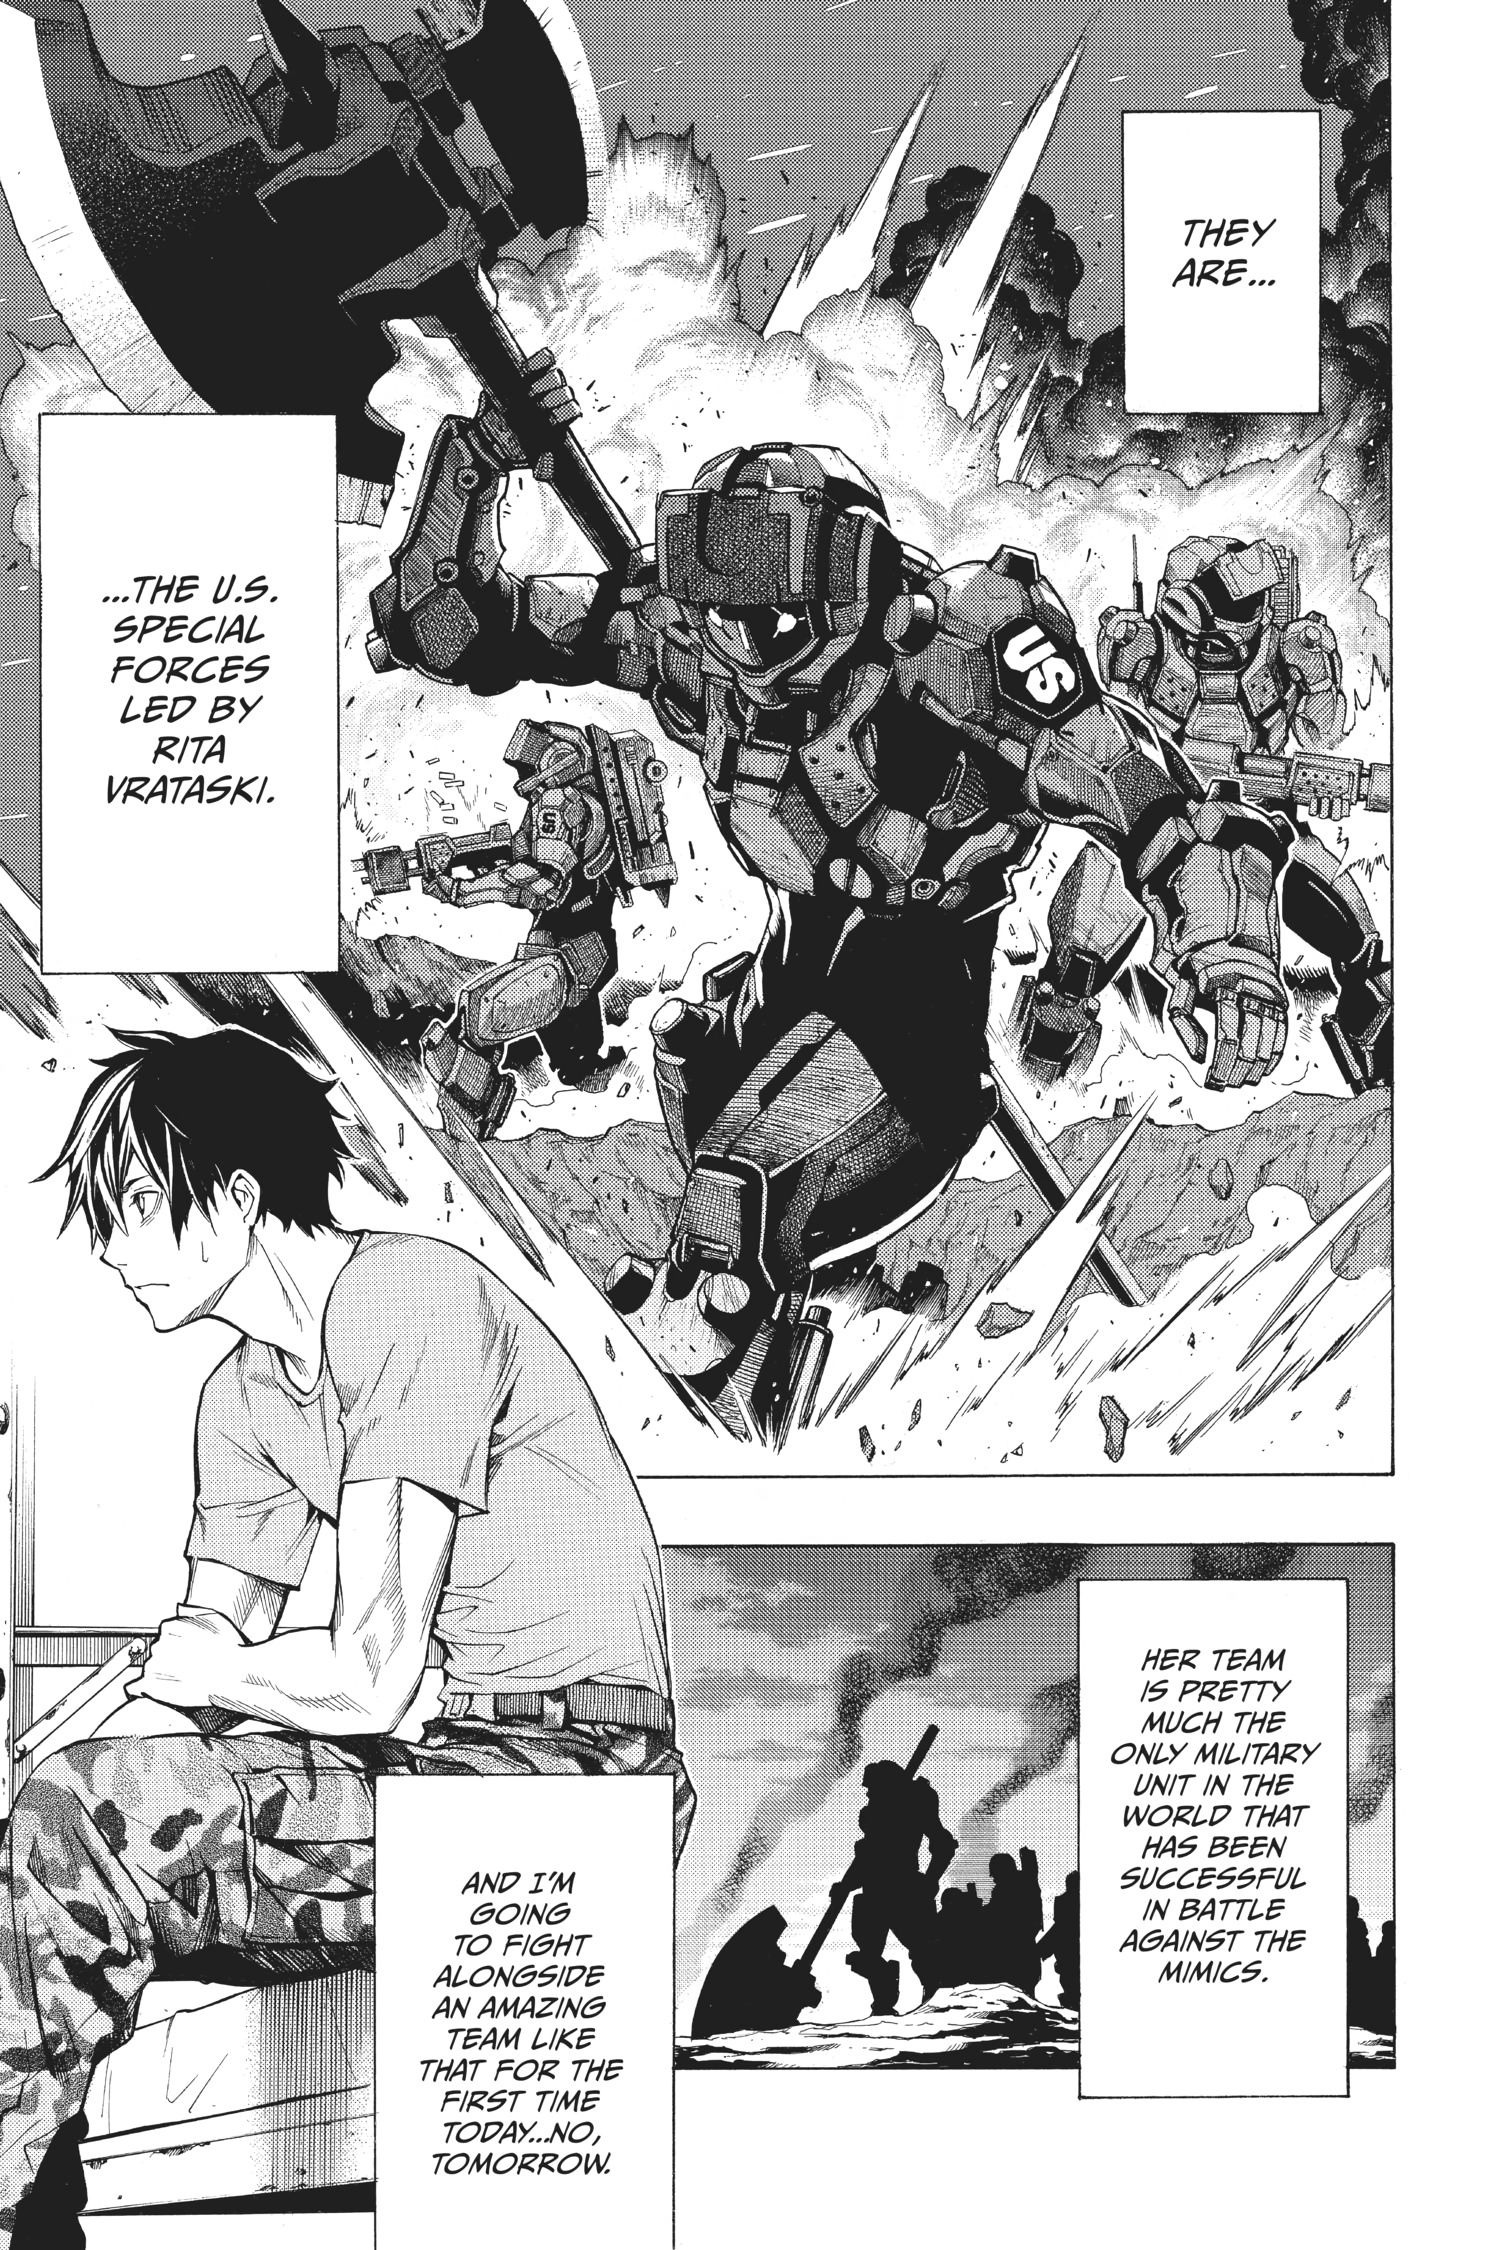 THEY
ARE...
US
...THE U.S.
SPECIAL
FORCES
LED BY
RITA
VRATASKI.
US
HER TEAM
IS PRETTY
MUCH THE
ONLY MILITARY
UNIT IN THE
WORLD THAT
HAS BEEN
SUCCESSFUL
IN BATTLE
AGAINST THE
MIMICS.
AND I'M
GOING
TO FIGHT
ALONGSIDE
AN AMAZING
TEAM LIKE
THAT FOR THE
FIRST TIME
TODAY...NO,
TOMORROW.